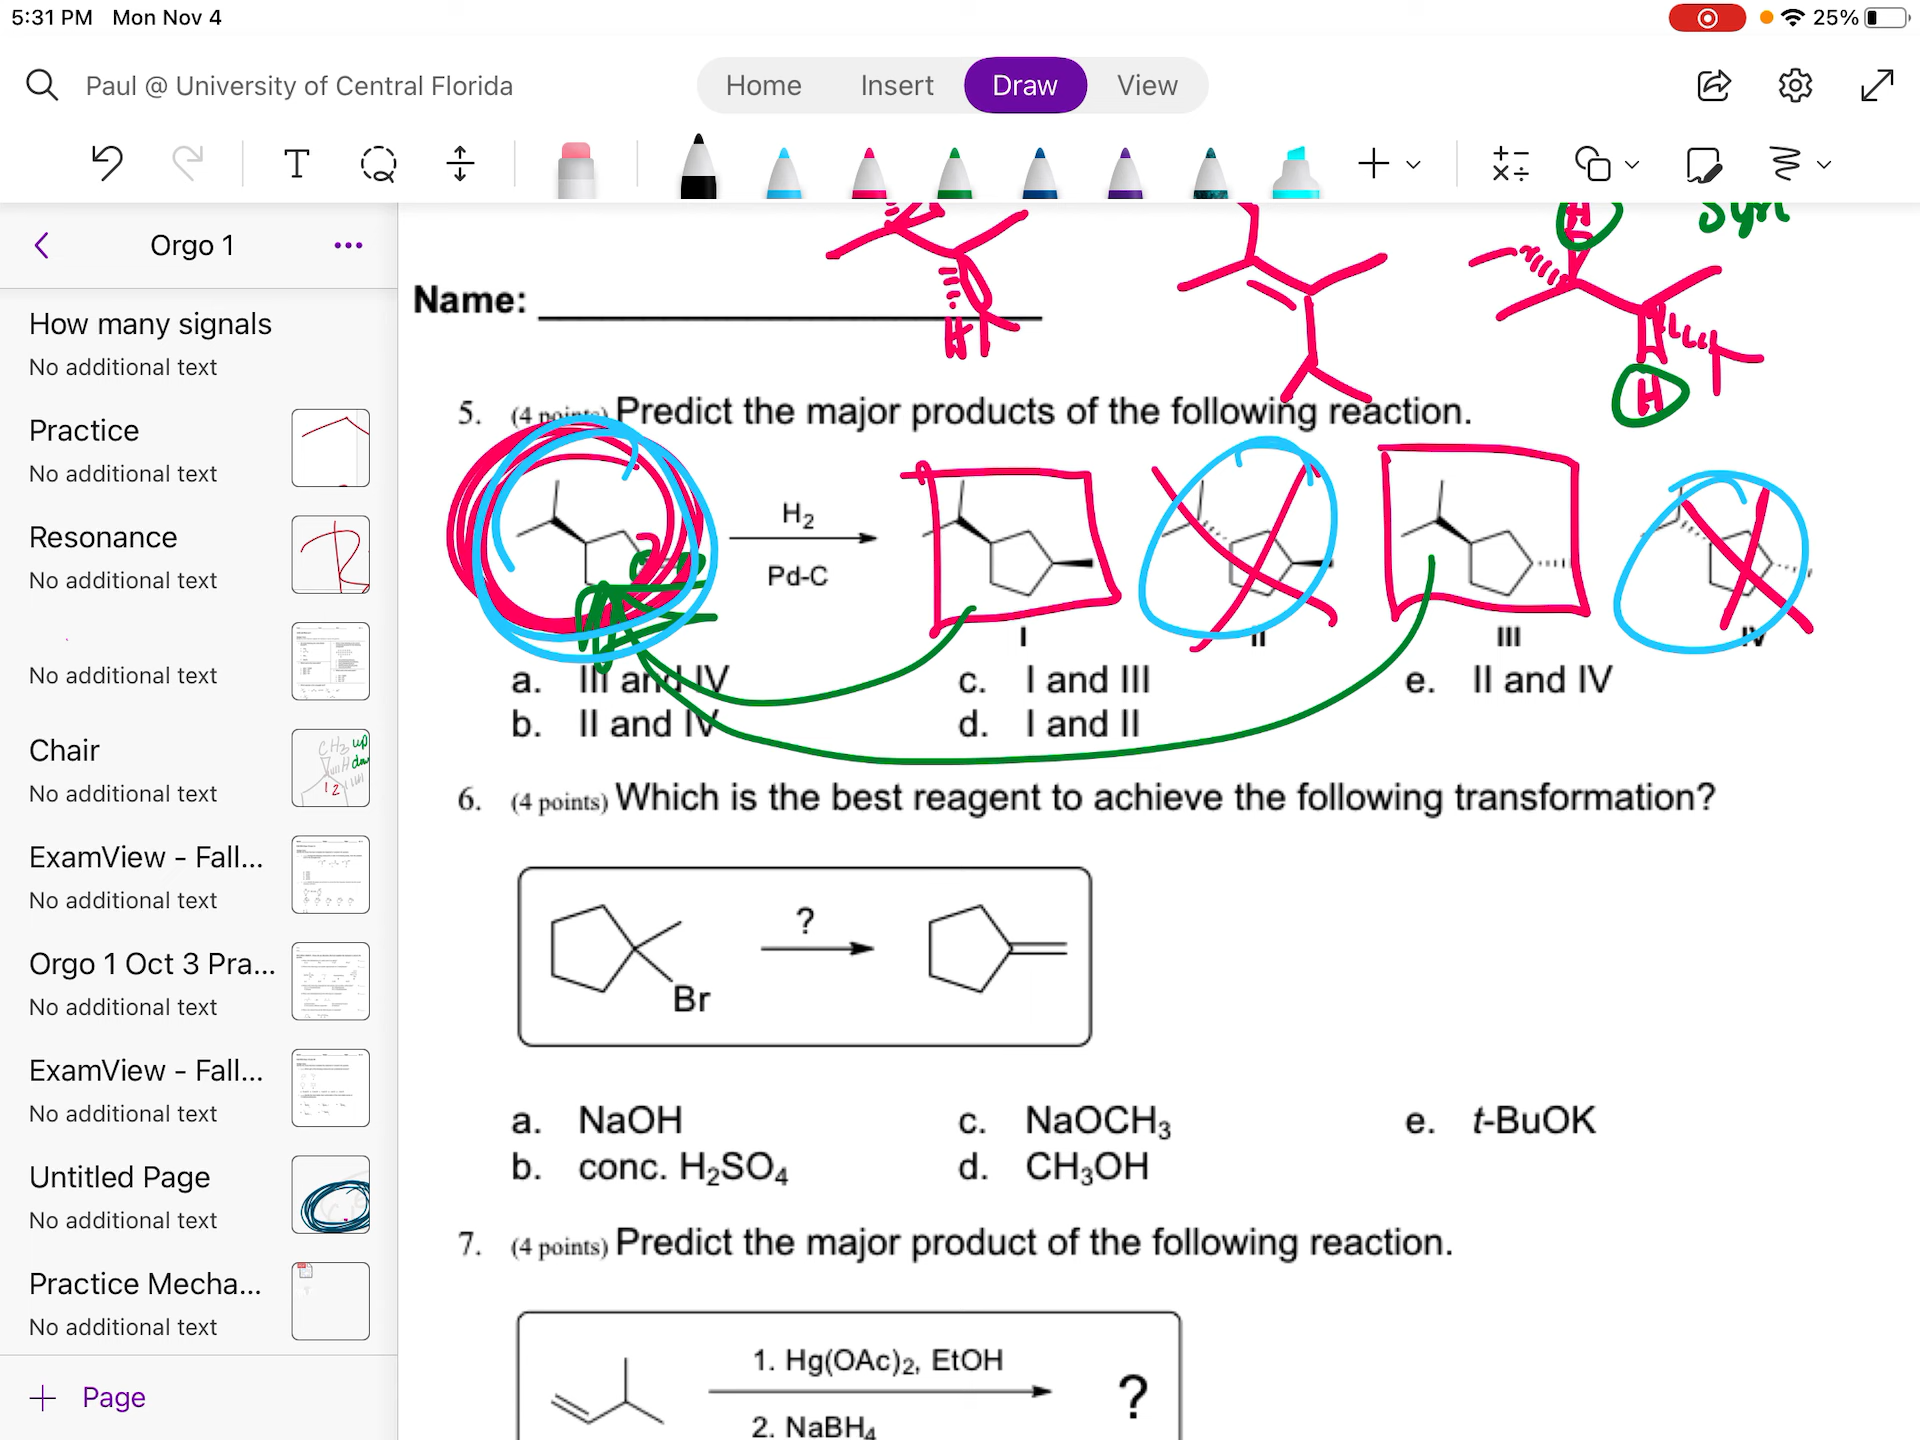 5:31 PM Mon Nov 4
25%
Paul @ University of Central Florida
Home Insert Draw View
T
Orgo 1
How many signals
No additional text
Practice
No additional text
Resonance
No additional text
No additional text
Chair
No additional text
ExamView - Fall...
No additional text
Orgo 1 Oct 3 Pra...
No additional text
ExamView - Fall...
No additional text
Untitled Page
No additional text
Practice Mecha...
No additional text
+ Page
H
Syn
Name:
H
H
5. (4 points) Predict the major products of the following reaction.
H₂
Pd-C
I II III IV
a. III and IV c. I and III e. II and IV
b. II and IV d. I and II
6. (4 points) Which is the best reagent to achieve the following transformation?
?
Br
a. NaOH c. NaOCH₃ e. t-BuOK
b. conc. H₂SO₄ d. CH₃OH
7. (4 points) Predict the major product of the following reaction.
1. Hg(OAc)₂, EtOH
2. NaBH₄
?